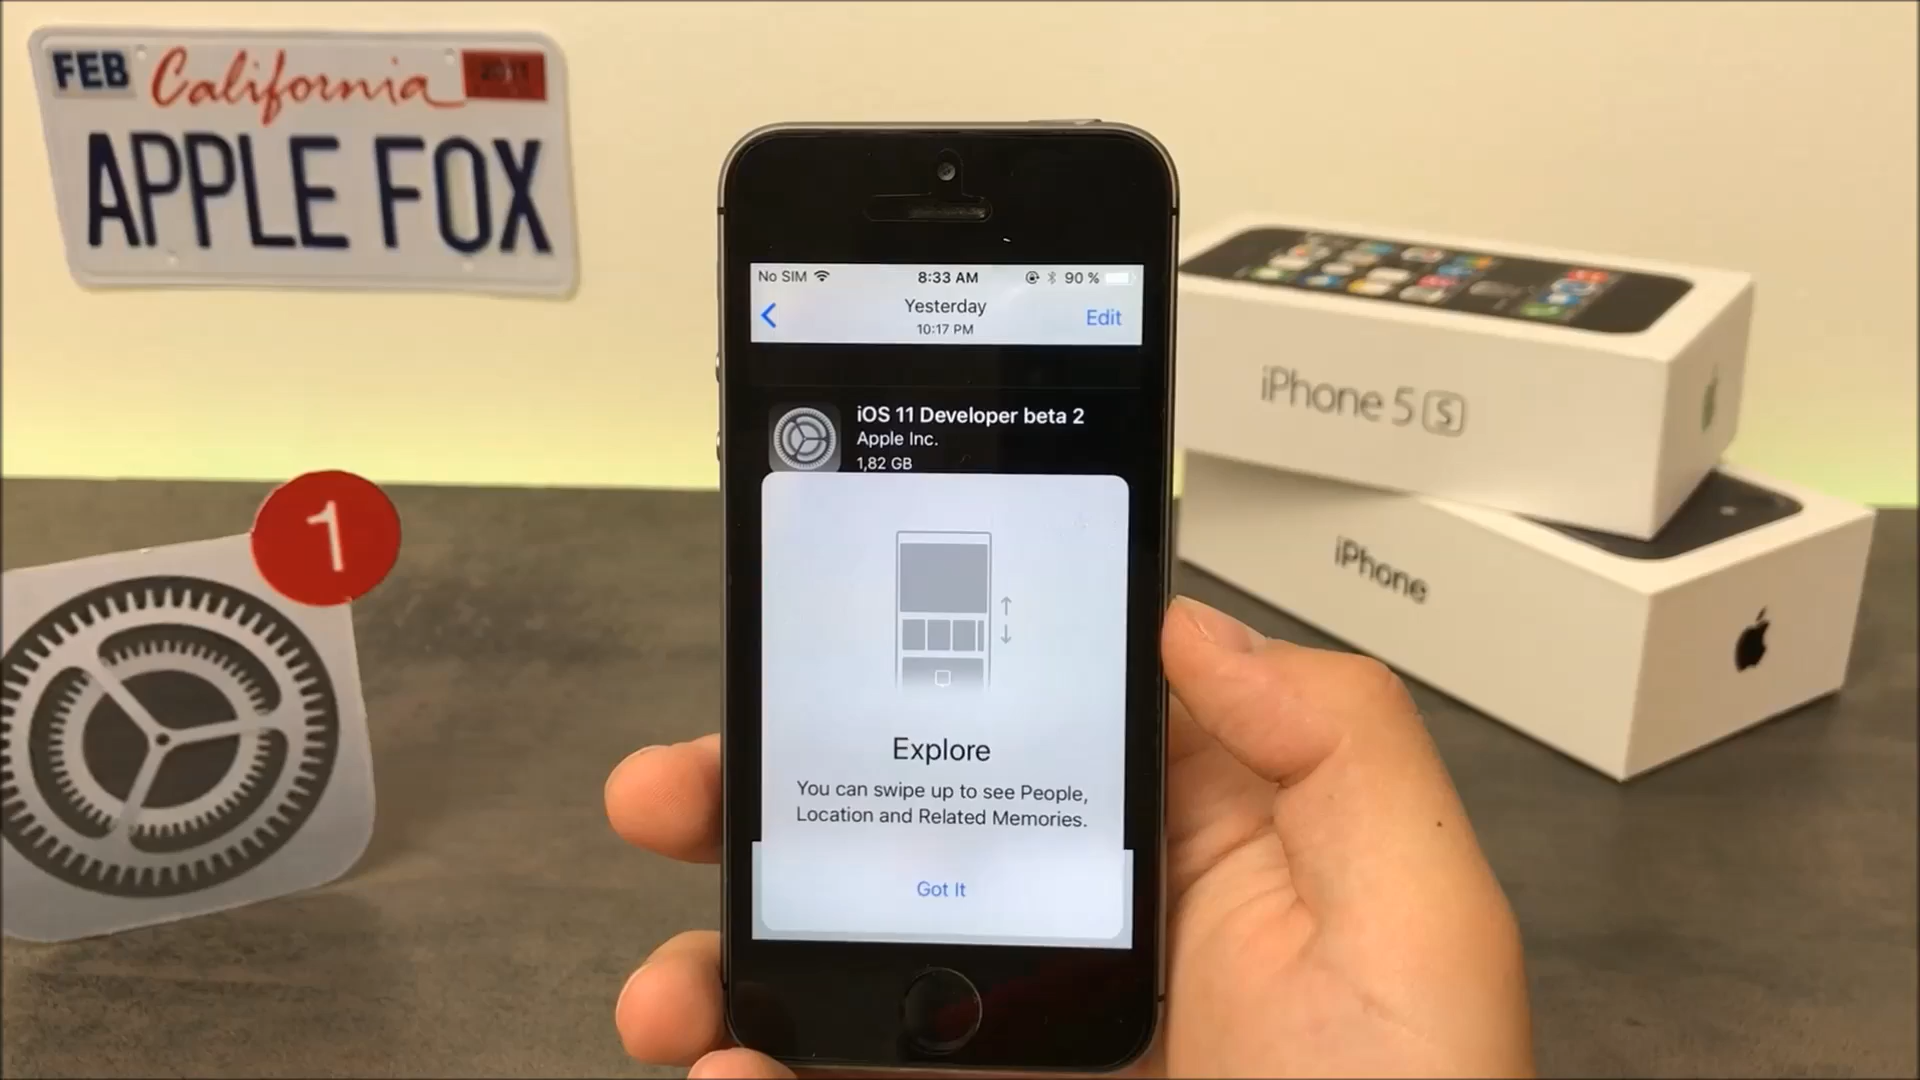 FEB California 2011
APPLE FOX
1
No SIM 8:33 AM 90 %
Yesterday
10:17 PM
Edit
iOS 11 Developer beta 2
Apple Inc.
1,82 GB
Explore
You can swipe up to see People,
Location and Related Memories.
Got It
iPhone 5s
iPhone